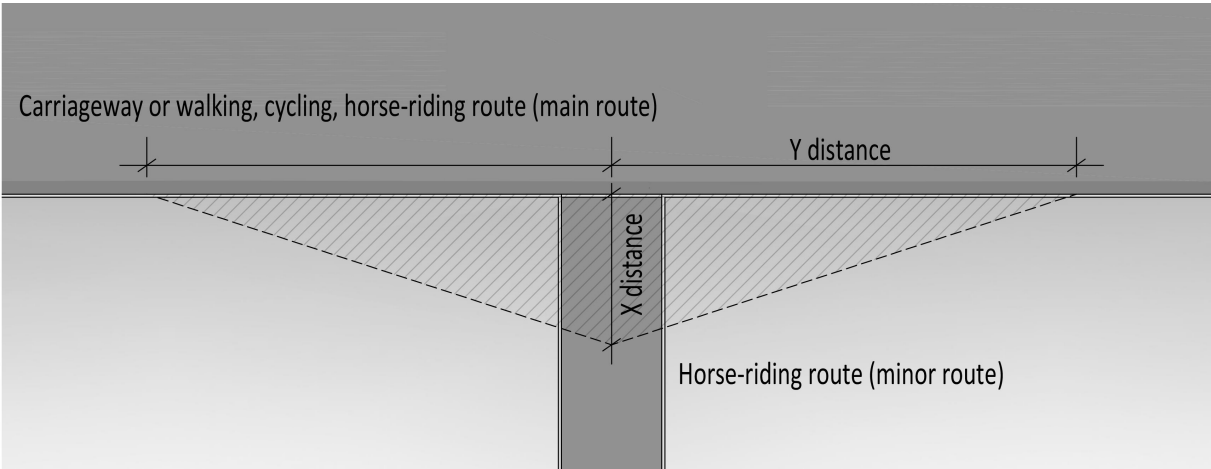 Carriageway or walking, cycling, horse-riding route (main route)
Y distance
X distance
Horse-riding route (minor route)